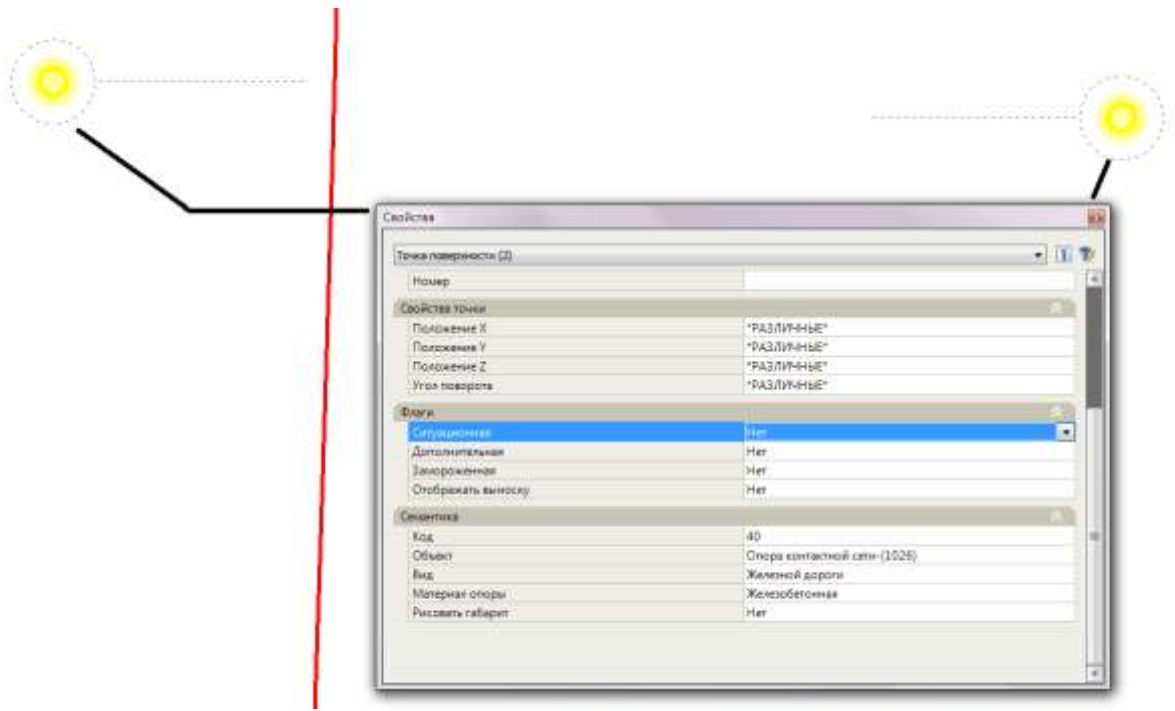 Свойства
Точка поверхности (2)
Номер
Свойства точки
Положение X *РАЗЛИЧНЫЕ*
Положение Y *РАЗЛИЧНЫЕ*
Положение Z *РАЗЛИЧНЫЕ*
Угол поворота *РАЗЛИЧНЫЕ*
Флаги
Ситуационная Нет
Дополнительная Нет
Замороженная Нет
Отображать выноску Нет
Семантика
Код 40
Объект Опора контактной сети-(1026)
Вид Железной дороги
Материал опоры Железобетонная
Рисовать габарит Нет